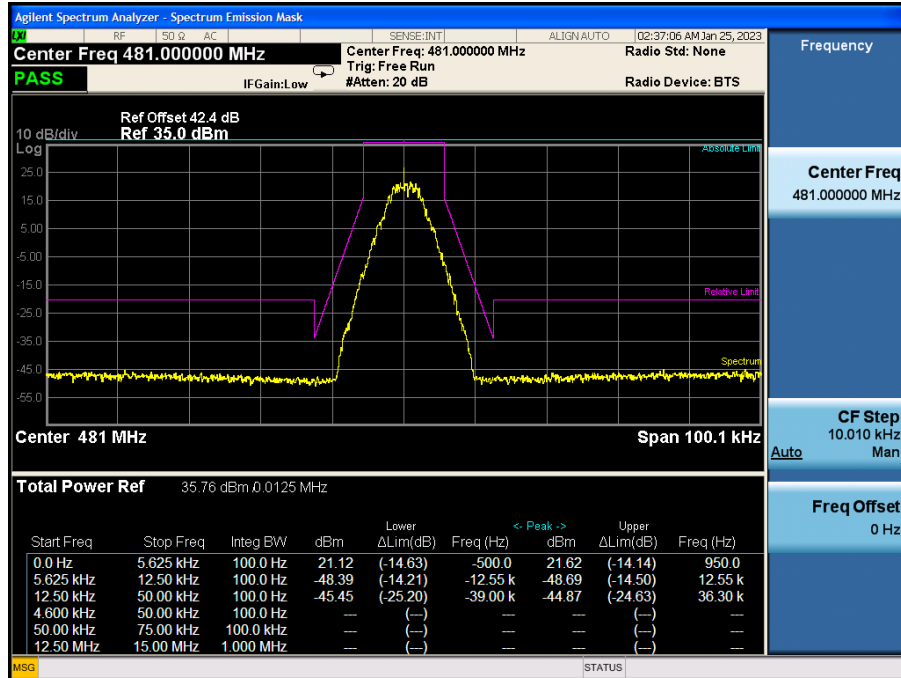 Agilent Spectrum Analyzer - Spectrum Emission Mask
LXI RF 50 Ω AC SENSE:INT ALIGN AUTO 02:37:06 AM Jan 25, 2023
Center Freq 481.000000 MHz Center Freq: 481.000000 MHz Radio Std: None
Trig: Free Run
PASS IFGain:Low #Atten: 20 dB Radio Device: BTS
Frequency
Ref Offset 42.4 dB
10 dB/div Ref 35.0 dBm
Log
Absolute Limit
25.0
15.0
5.00
-5.00
-15.0
Relative Limit
-25.0
-35.0
Spectrum
-45.0
-55.0
Center 481 MHz Span 100.1 kHz
Center Freq
481.000000 MHz
CF Step
10.010 kHz
Auto Man
Freq Offset
0 Hz
Total Power Ref 35.76 dBm / 0.0125 MHz
Lower <- Peak -> Upper
Start Freq Stop Freq Integ BW dBm ΔLim(dB) Freq (Hz) dBm ΔLim(dB) Freq (Hz)
0.0 Hz 5.625 kHz 100.0 Hz 21.12 (-14.63) -500.0 21.62 (-14.14) 950.0
5.625 kHz 12.50 kHz 100.0 Hz -48.39 (-14.21) -12.55 k -48.69 (-14.50) 12.55 k
12.50 kHz 50.00 kHz 100.0 Hz -45.45 (-25.20) -39.00 k -44.87 (-24.63) 36.30 k
4.600 kHz 50.00 kHz 100.0 Hz --- (---) --- --- (---) ---
50.00 kHz 75.00 kHz 100.0 kHz --- (---) --- --- (---) ---
12.50 MHz 15.00 MHz 1.000 MHz --- (---) --- --- (---) ---
MSG STATUS